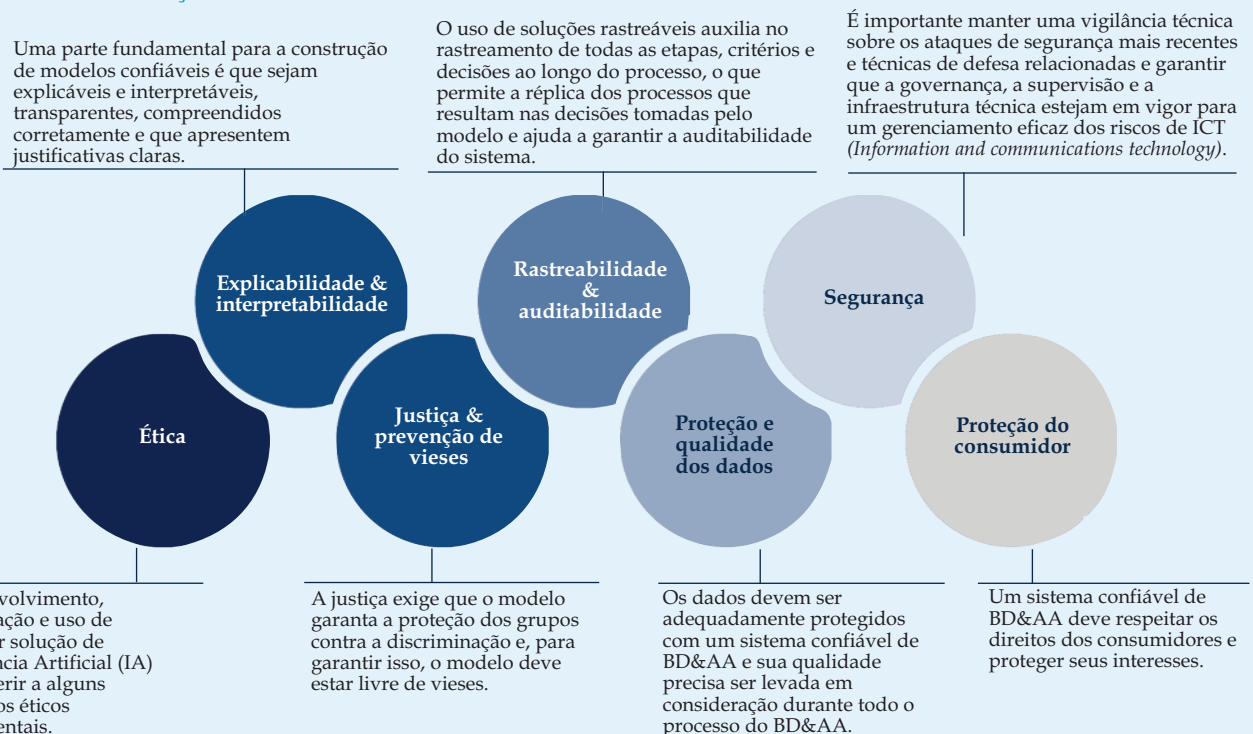 Uma parte fundamental para a construção
de modelos confiáveis é que sejam
explicáveis e interpretáveis,
transparentes, compreendidos
corretamente e que apresentem
justificativas claras.
O uso de soluções rastreáveis auxilia no
rastreamento de todas as etapas, critérios e
decisões ao longo do processo, o que
permite a réplica dos processos que
resultam nas decisões tomadas pelo
modelo e ajuda a garantir a auditabilidade
do sistema.
É importante manter uma vigilância técnica
sobre os ataques de segurança mais recentes
e técnicas de defesa relacionadas e garantir
que a governança, a supervisão e a
infraestrutura técnica estejam em vigor para
um gerenciamento eficaz dos riscos de ICT
(Information and communications technology).
Explicabilidade &
interpretabilidade
Rastreabilidade
&
auditabilidade
Segurança
Ética
Justiça &
prevenção de
vieses
Proteção e
qualidade
dos dados
Proteção do
consumidor
volvimento,
ação e uso de
r solução de
ncia Artificial (IA)
erir a alguns
os éticos
entais.
A justiça exige que o modelo
garanta a proteção dos grupos
contra a discriminação e, para
garantir isso, o modelo deve
estar livre de vieses.
Os dados devem ser
adequadamente protegidos
com um sistema confiável de
BD&AA e sua qualidade
precisa ser levada em
consideração durante todo o
processo do BD&AA.
Um sistema confiável de
BD&AA deve respeitar os
direitos dos consumidores e
proteger seus interesses.